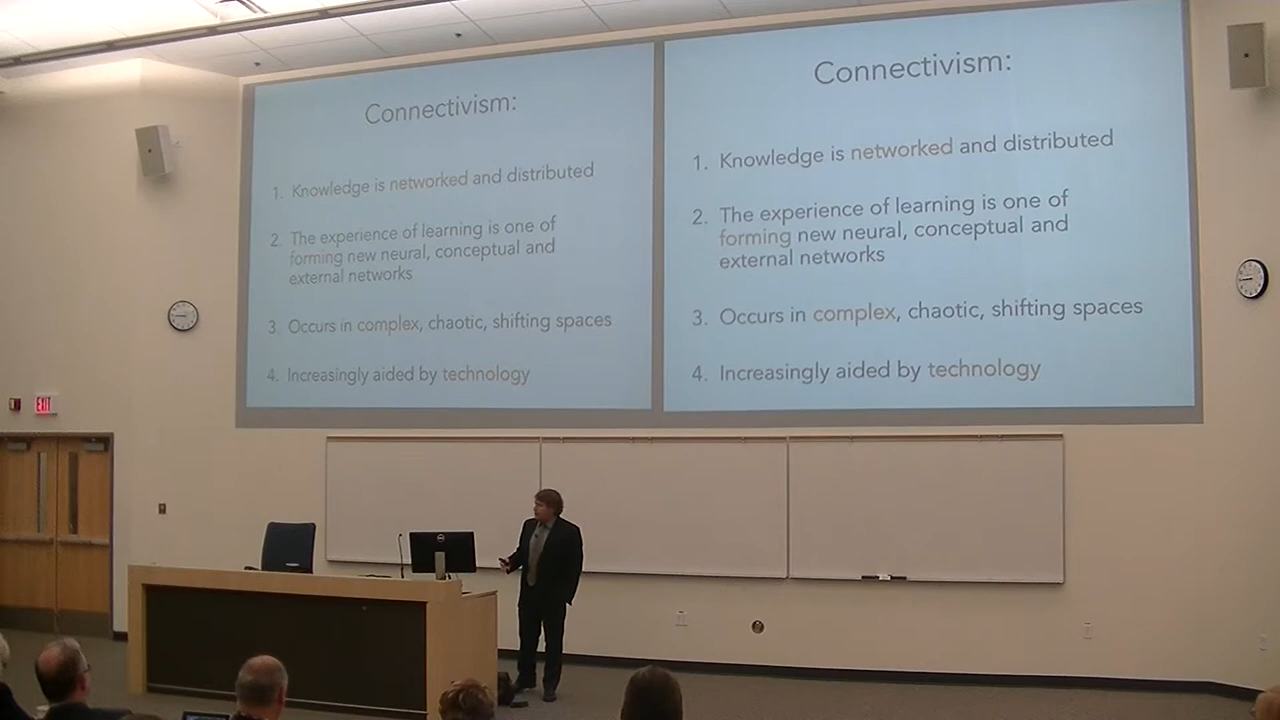 Connectivism:
1. Knowledge is networked and distributed
2. The experience of learning is one of
forming new neural, conceptual and
external networks
3. Occurs in complex, chaotic, shifting spaces
4. Increasingly aided by technology
Connectivism:
1. Knowledge is networked and distributed
2. The experience of learning is one of
forming new neural, conceptual and
external networks
3. Occurs in complex, chaotic, shifting spaces
4. Increasingly aided by technology
EXIT
DELL